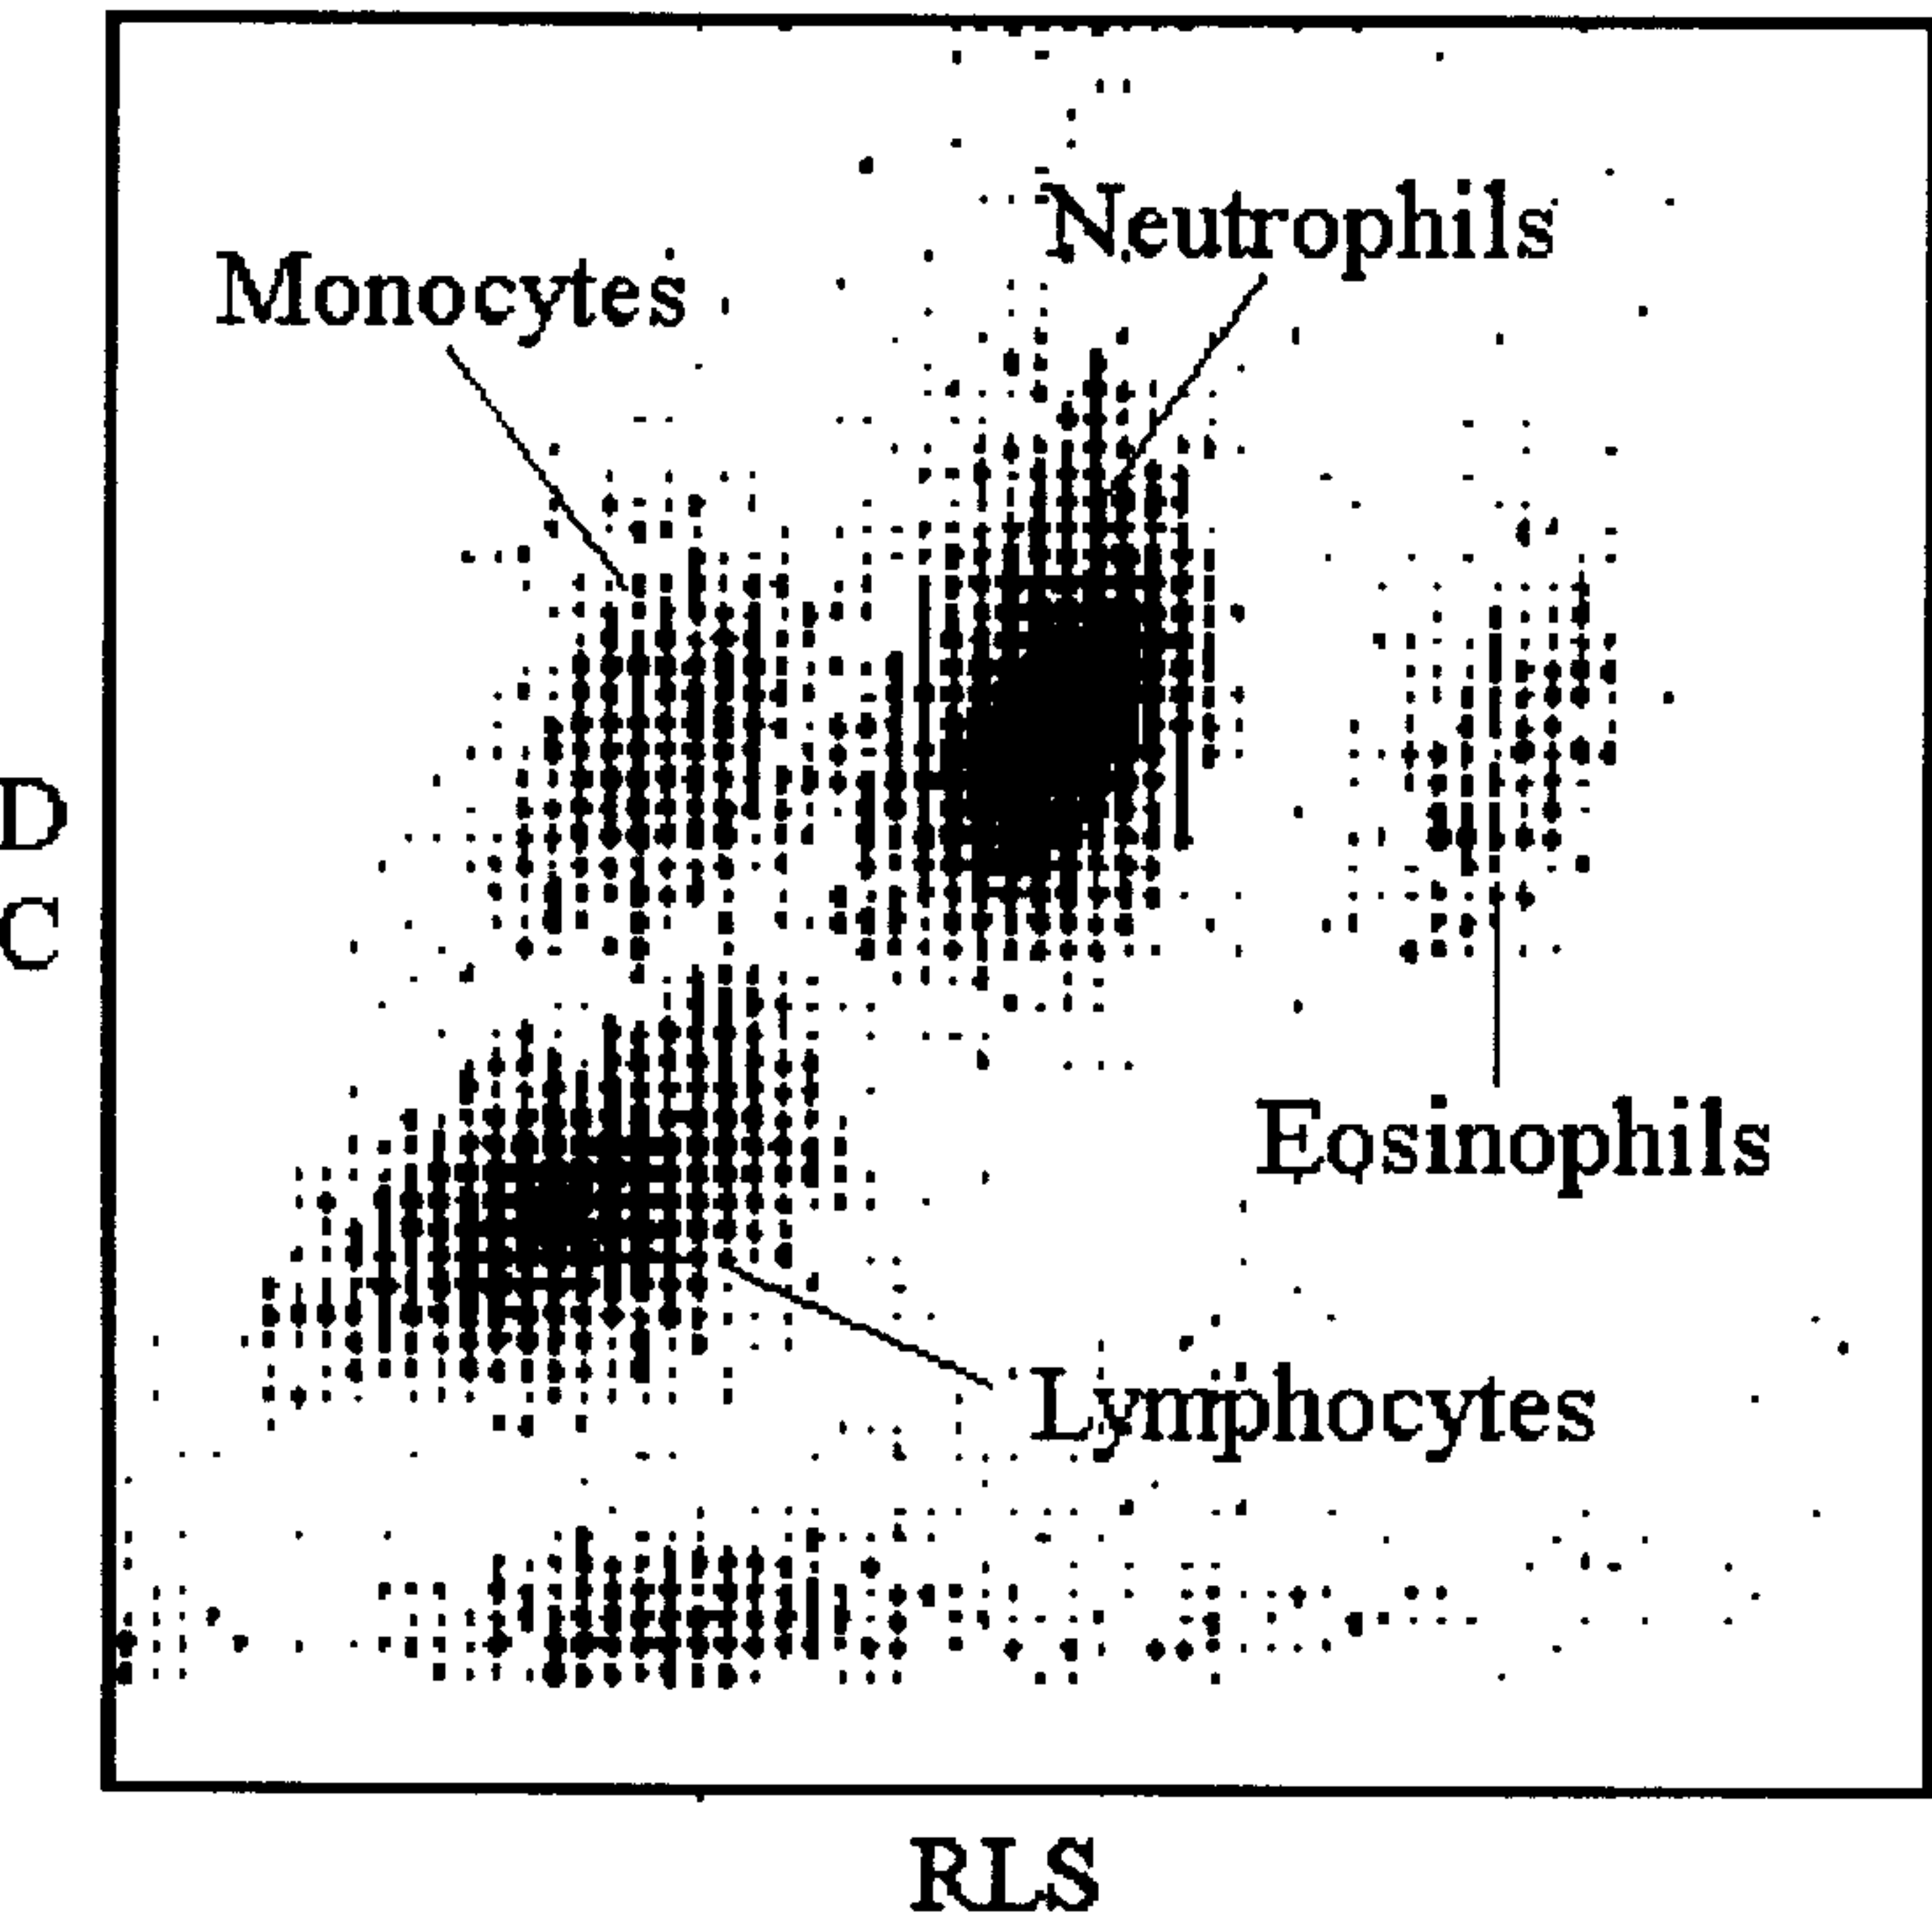 Neutrophils
Monocytes
D
C
Eosinophils
Lymphocytes
RLS